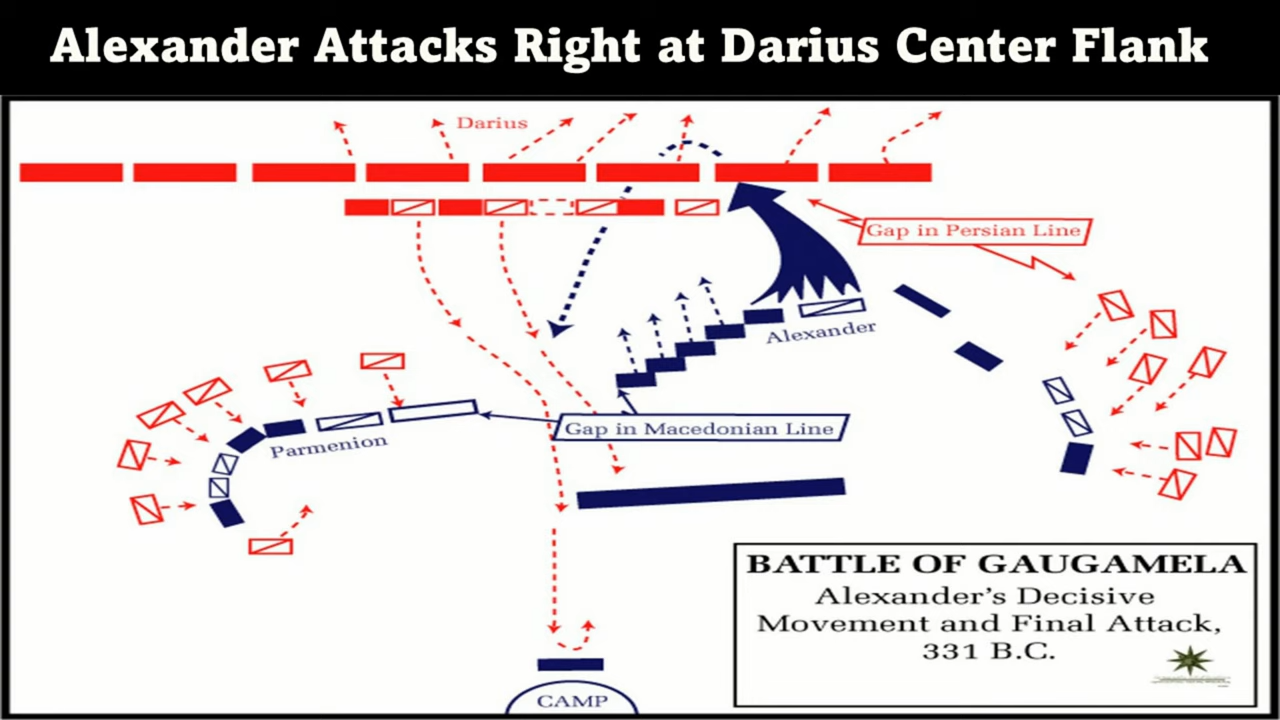 Alexander Attacks Right at Darius Center Flank
Darius
Gap in Persian Line
Alexander
Gap in Macedonian Line
Parmenion
BATTLE OF GAUGAMELA
Alexander’s Decisive
Movement and Final Attack,
331 B.C.
CAMP